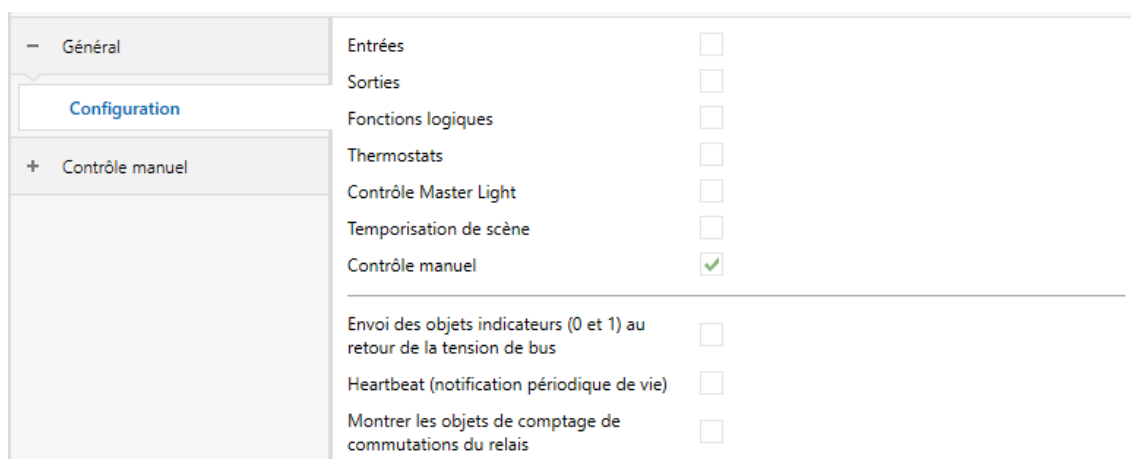 Général
Configuration
Contrôle manuel
Entrées
Sorties
Fonctions logiques
Thermostats
Contrôle Master Light
Temporisation de scène
Contrôle manuel
Envoi des objets indicateurs (0 et 1) au
retour de la tension de bus
Heartbeat (notification périodique de vie)
Montrer les objets de comptage de
commutations du relais